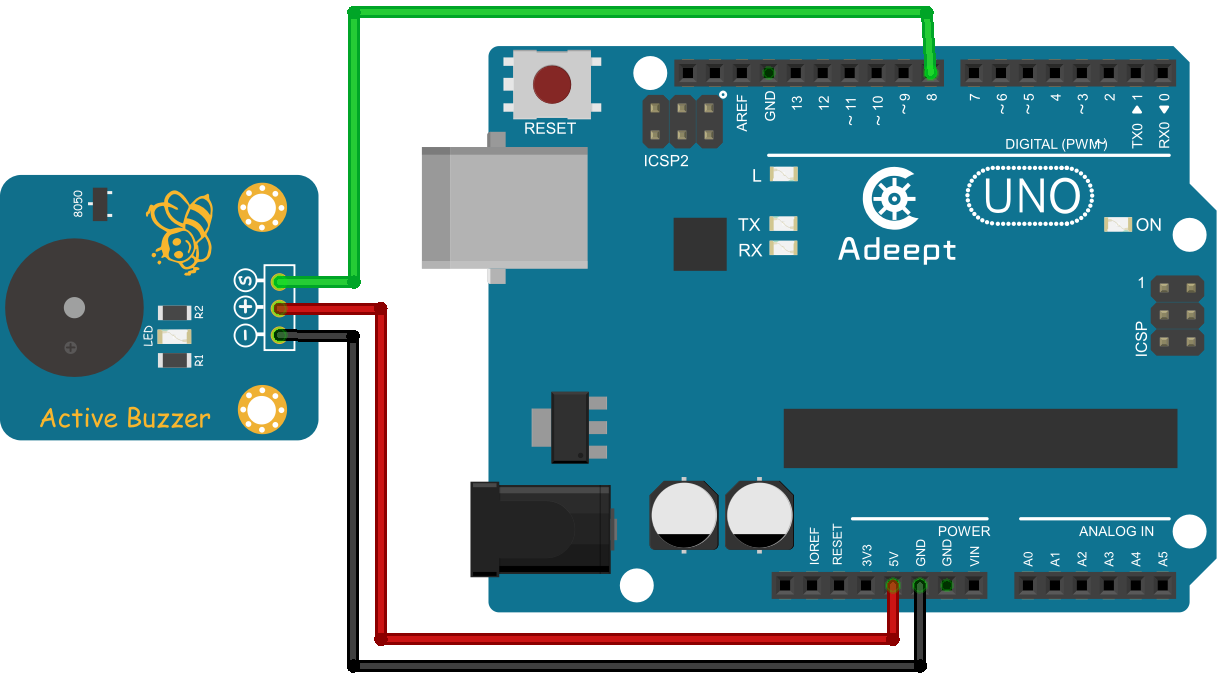 RESET
ICSP2
AREF
GND
13
12
~ 11
~ 10
~ 9
8
7
~ 6
~ 5
4
~ 3
2
TX0 ▶ 1
RX0 ◀ 0
DIGITAL (PWM~)
L
TX
RX
Adeept
UNO
ON
1
ICSP
8050
S
+
-
R2
LED
R1
+
Active Buzzer
POWER
IOREF
RESET
3V3
5V
GND
GND
VIN
ANALOG IN
A0
A1
A2
A3
A4
A5